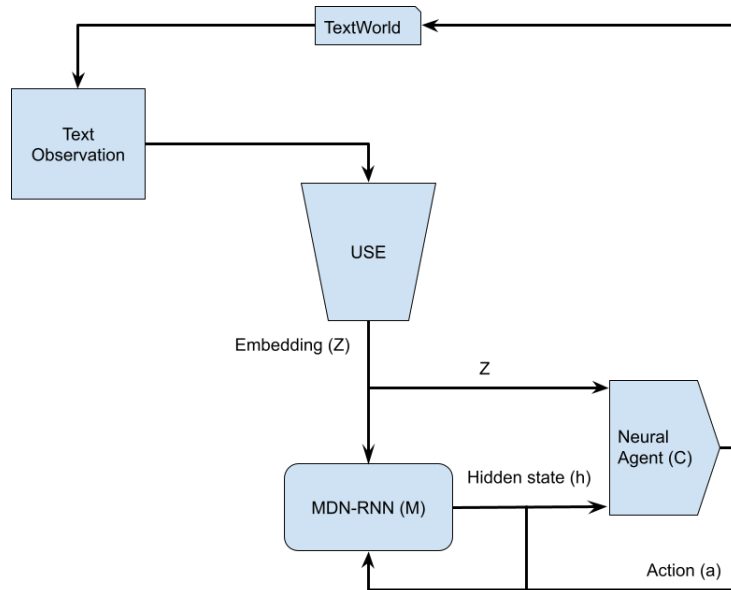 TextWorld
Text
Observation
USE
Embedding (Z)
Z
Neural
Agent (C)
Hidden state (h)
MDN-RNN (M)
Action (a)